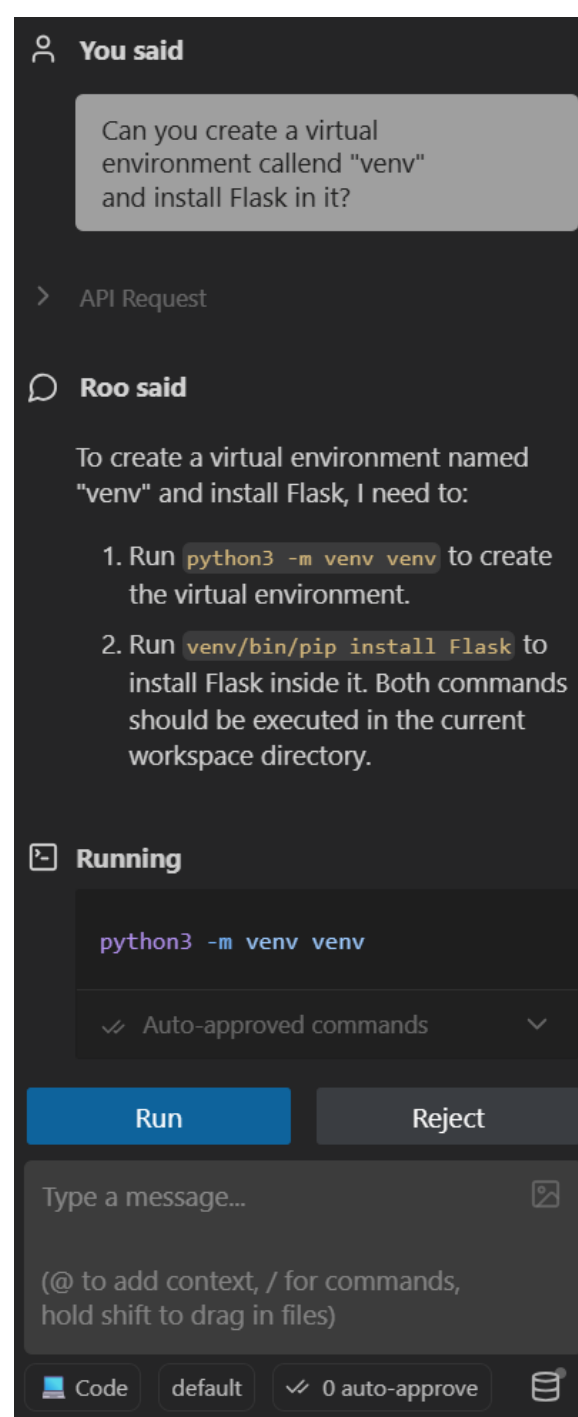 You said
Can you create a virtual
environment callend "venv"
and install Flask in it?
API Request
Roo said
To create a virtual environment named
"venv" and install Flask, I need to:
1. Run python3 -m venv venv to create
the virtual environment.
2. Run venv/bin/pip install Flask to
install Flask inside it. Both commands
should be executed in the current
workspace directory.
Running
python3 -m venv venv
Auto-approved commands
Run Reject
Type a message...
(@ to add context, / for commands,
hold shift to drag in files)
Code default 0 auto-approve